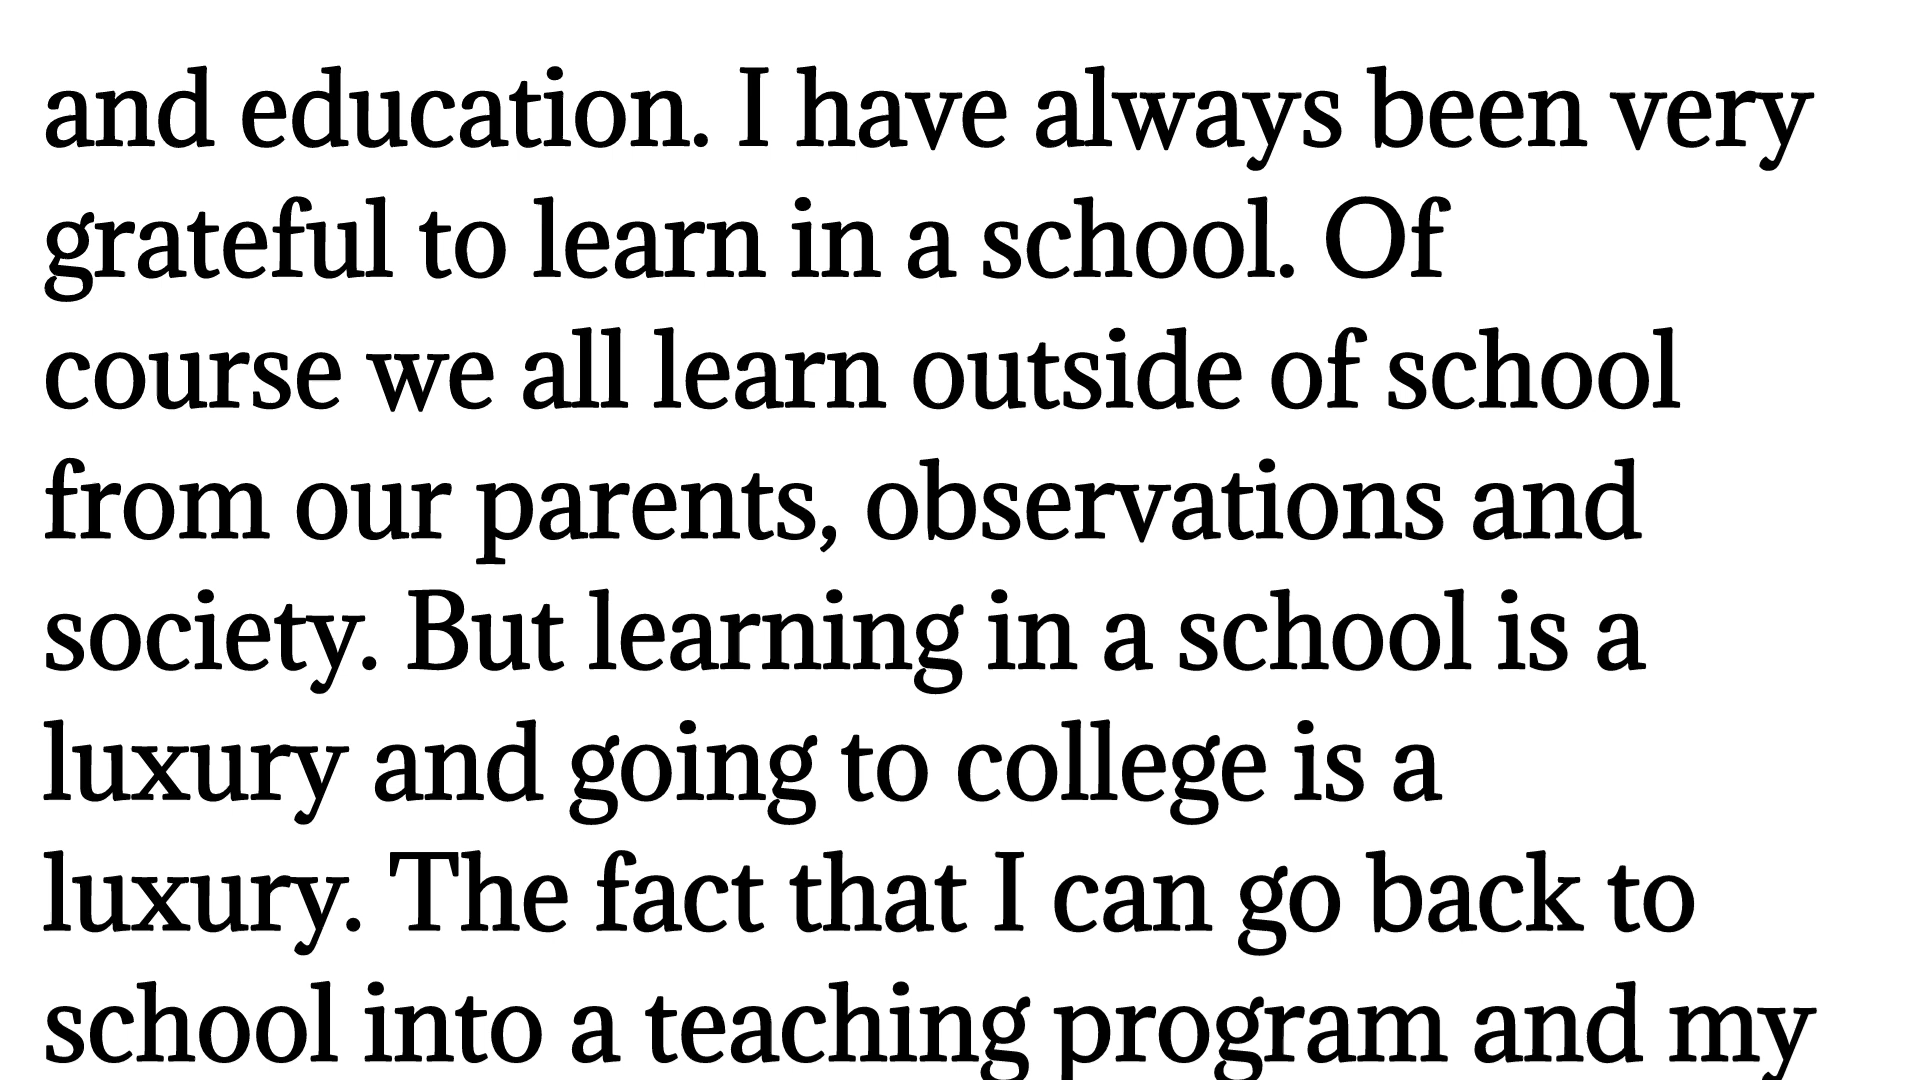 and education. I have always been very
grateful to learn in a school. Of
course we all learn outside of school
from our parents, observations and
society. But learning in a school is a
luxury and going to college is a
luxury. The fact that I can go back to
school into a teaching program and my